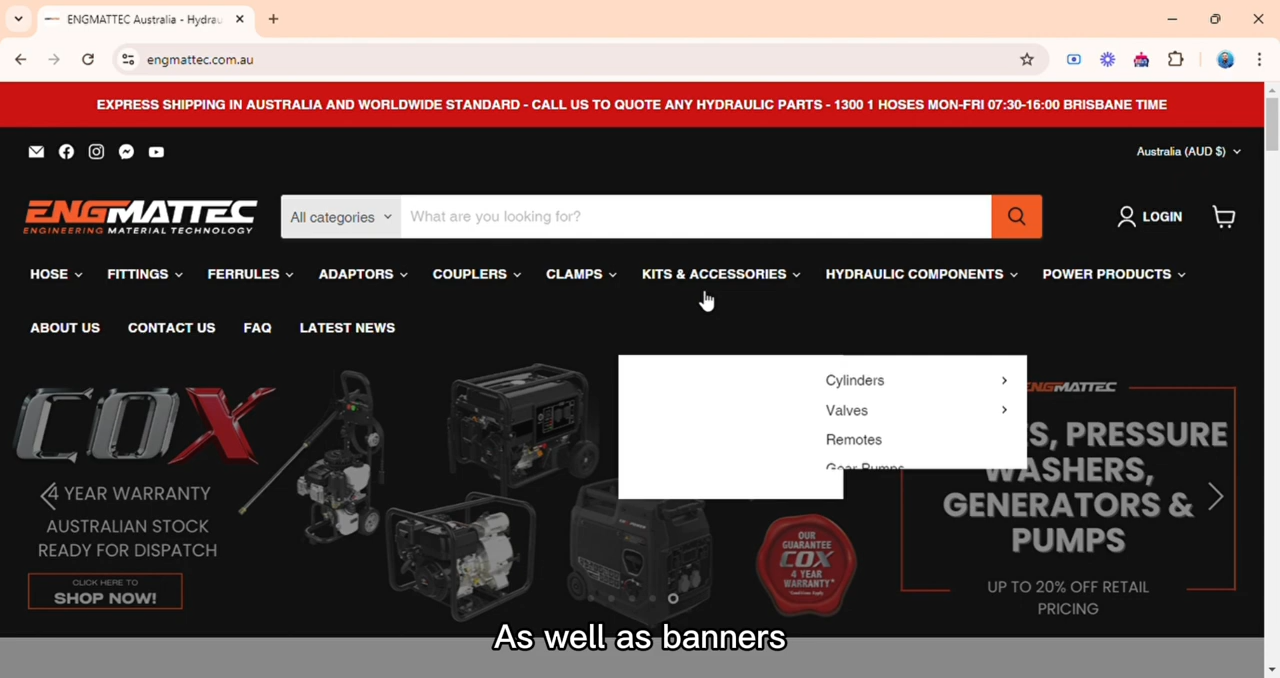 ENGMATTEC Australia - Hydrau
engmattec.com.au
EXPRESS SHIPPING IN AUSTRALIA AND WORLDWIDE STANDARD - CALL US TO QUOTE ANY HYDRAULIC PARTS - 1300 1 HOSES MON-FRI 07:30-16:00 BRISBANE TIME
Australia (AUD $)
ENGMATTEC
ENGINEERING MATERIAL TECHNOLOGY
All categories
What are you looking for?
LOGIN
HOSE FITTINGS FERRULES ADAPTORS COUPLERS CLAMPS KITS & ACCESSORIES HYDRAULIC COMPONENTS POWER PRODUCTS
ABOUT US CONTACT US FAQ LATEST NEWS
Cylinders
Valves
Remotes
Gear Pumps
COX
4 YEAR WARRANTY
AUSTRALIAN STOCK
READY FOR DISPATCH
CLICK HERE TO
SHOP NOW!
OUR
GUARANTEE
COX
4 YEAR
WARRANTY*
ENGMATTEC
S, PRESSURE
WASHERS,
GENERATORS &
PUMPS
UP TO 20% OFF RETAIL
PRICING
As well as banners